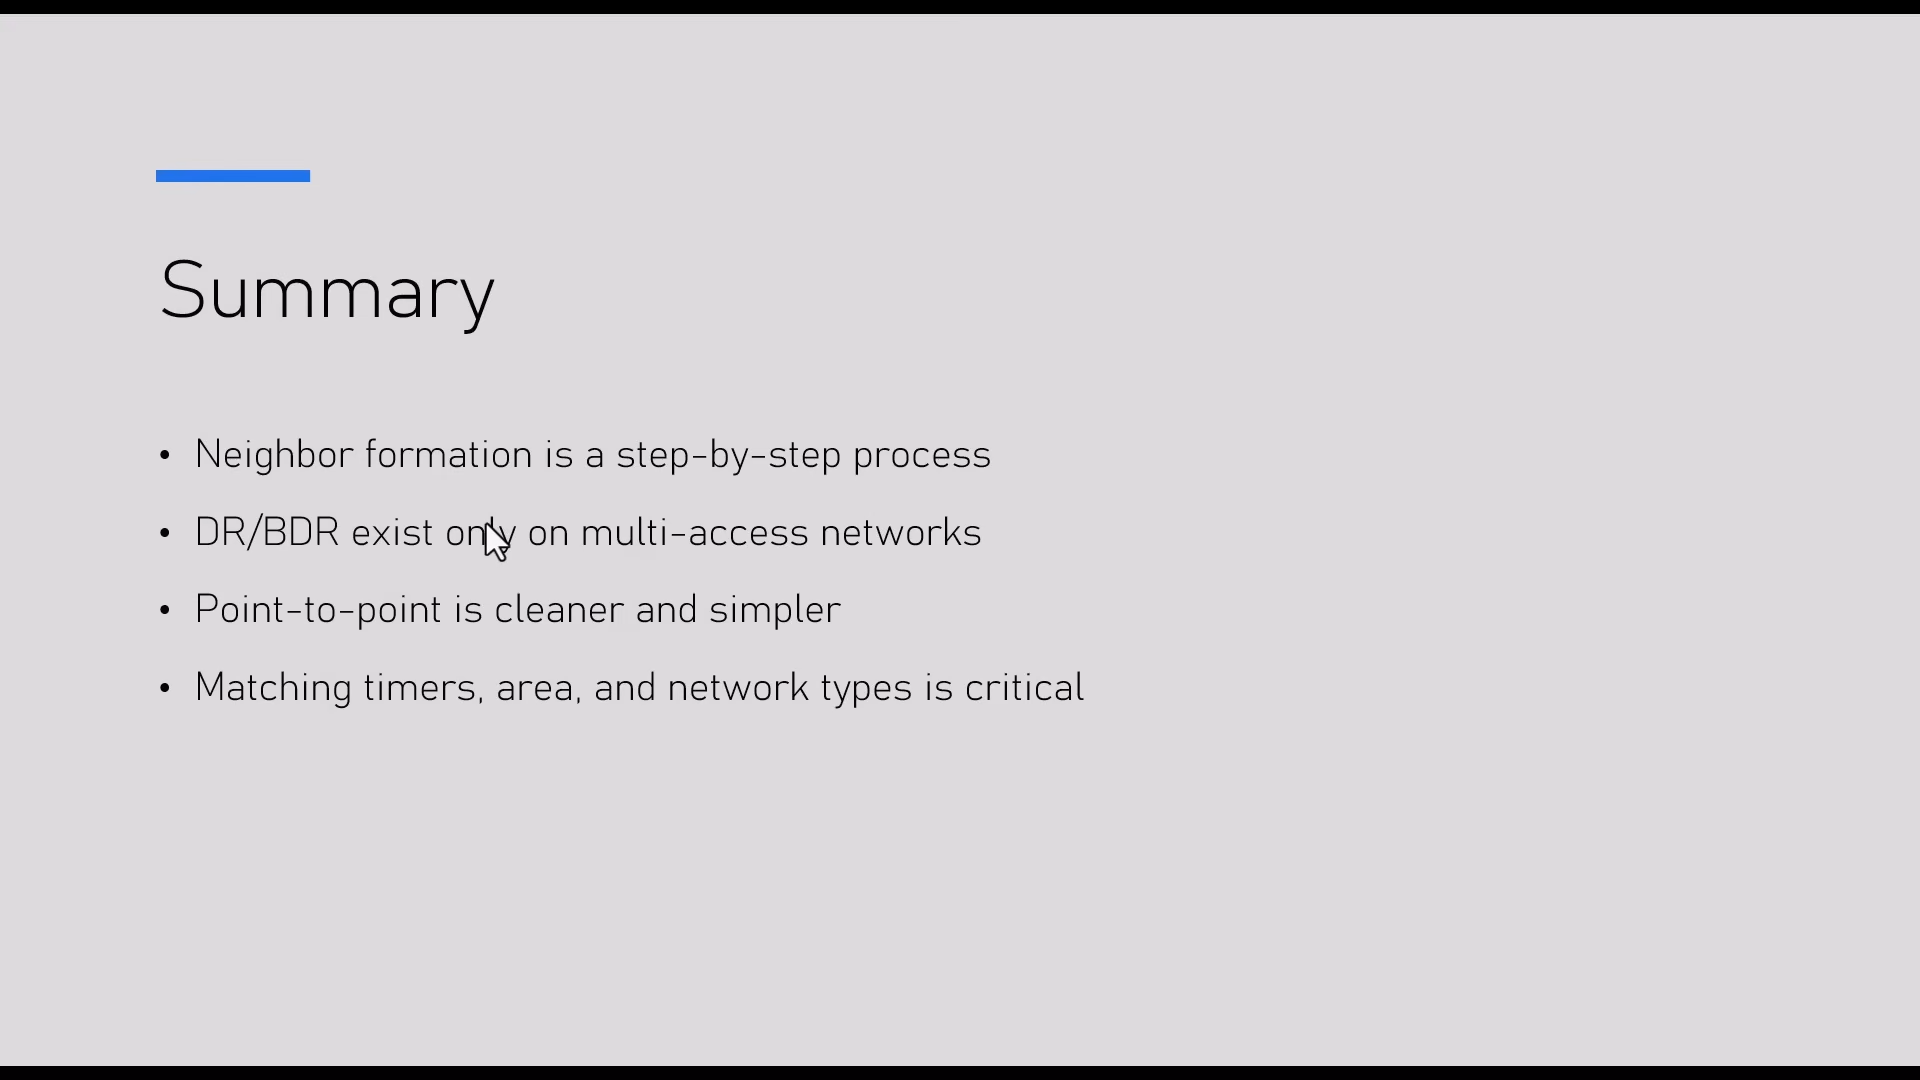 Summary
• Neighbor formation is a step-by-step process
• DR/BDR exist only on multi-access networks
• Point-to-point is cleaner and simpler
• Matching timers, area, and network types is critical